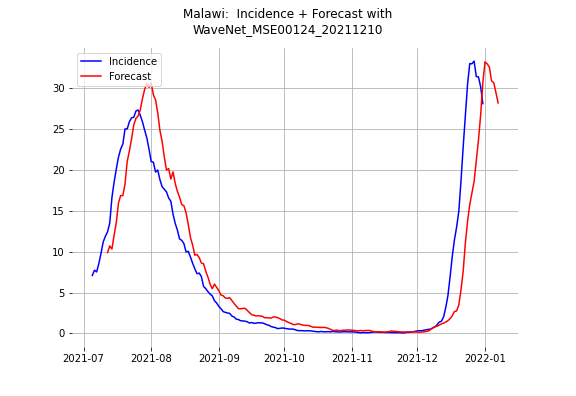 Malawi:  Incidence + Forecast with
WaveNet_MSE00124_20211210
Incidence
Forecast
30
25
20
15
10
5
0
2021-07 2021-08 2021-09 2021-10 2021-11 2021-12 2022-01